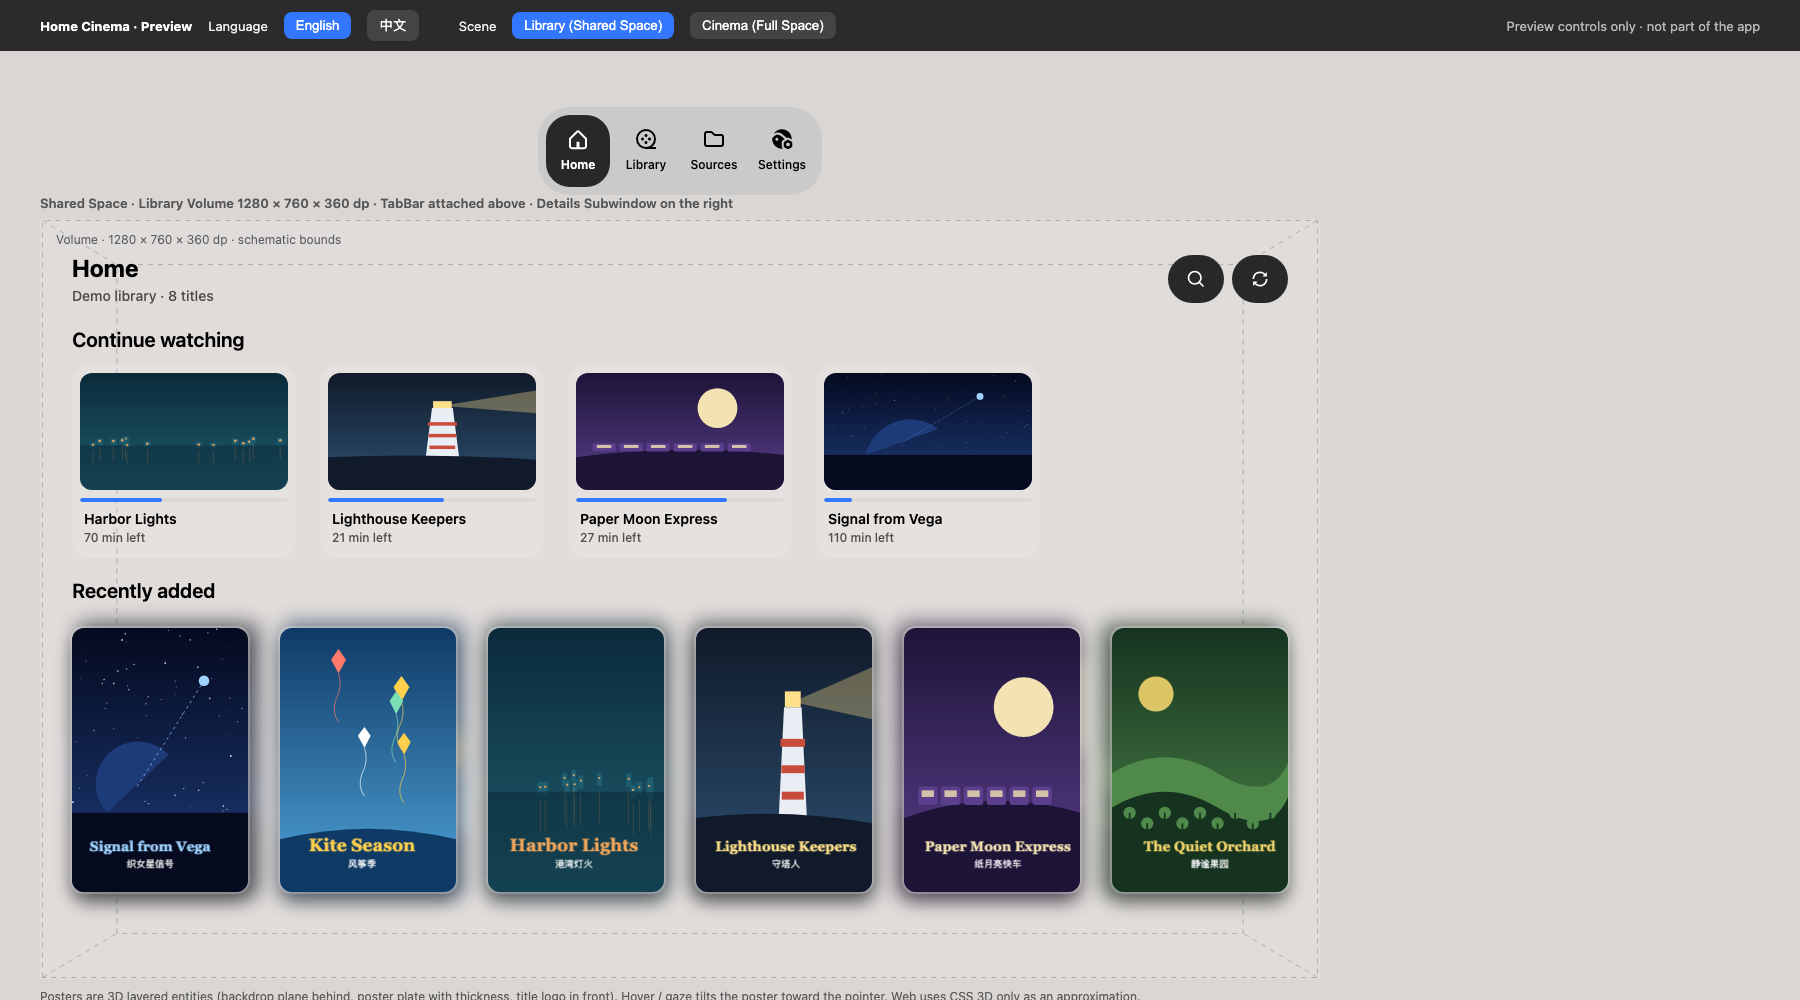 Home Cinema · Preview Language English 中文 Scene Library (Shared Space) Cinema (Full Space) Preview controls only · not part of the app
Home Library Sources Settings
Shared Space · Library Volume 1280 × 760 × 360 dp · TabBar attached above · Details Subwindow on the right
Volume · 1280 × 760 × 360 dp · schematic bounds
Home
Demo library · 8 titles
Continue watching
Harbor Lights
70 min left
Lighthouse Keepers
21 min left
Paper Moon Express
27 min left
Signal from Vega
110 min left
Recently added
Signal from Vega
织女星信号
Kite Season
风筝季
Harbor Lights
港湾灯火
Lighthouse Keepers
守塔人
Paper Moon Express
纸月亮快车
The Quiet Orchard
静谧果园
Posters are 3D layered entities (backdrop plane behind, poster plate with thickness, title logo in front). Hover / gaze tilts the poster toward the pointer. Web uses CSS 3D only as an approximation.